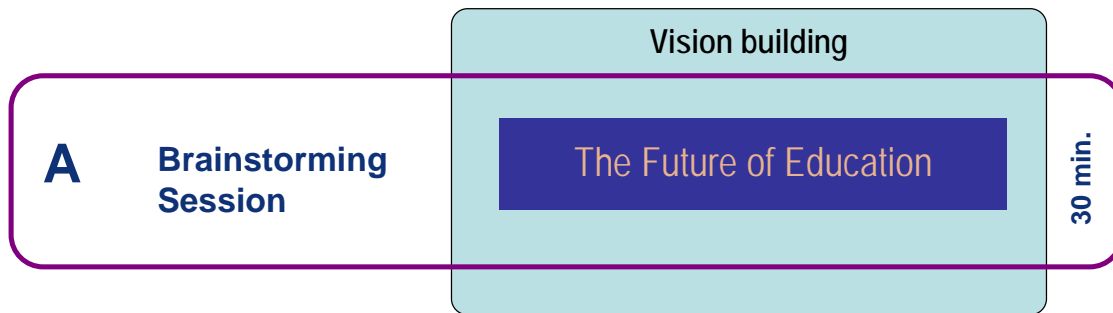 Vision building
A
Brainstorming
Session
The Future of Education
30 min.